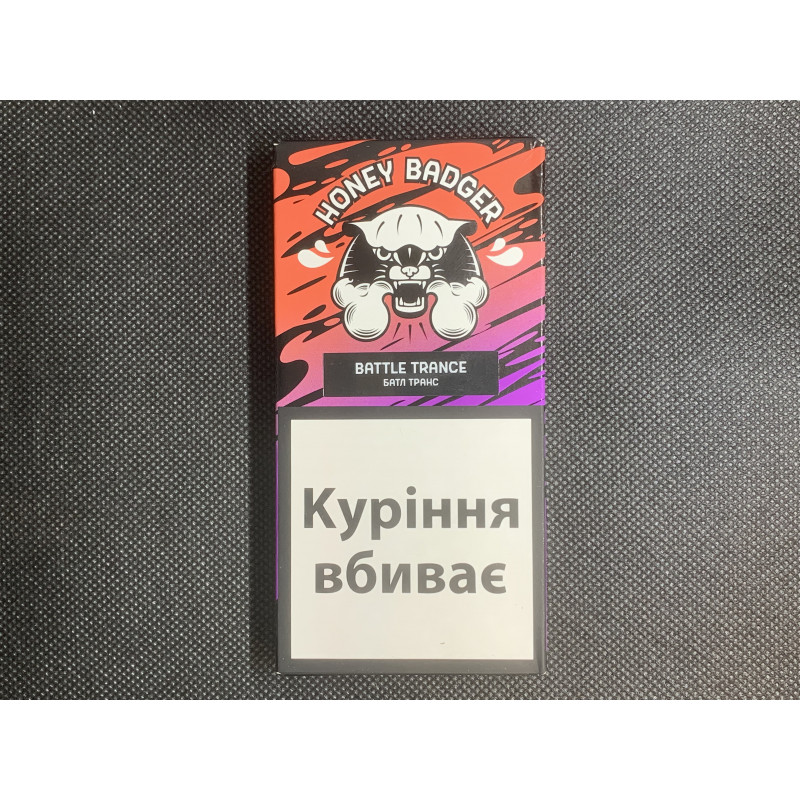 HONEY BADGER
BATTLE TRANCE
БАТЛ ТРАНС
Куріння
вбиває